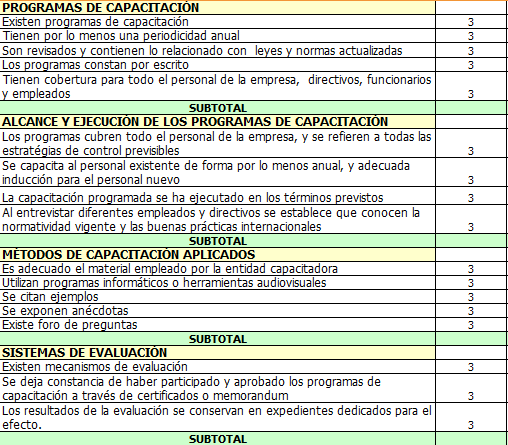 PROGRAMAS DE CAPACITACIÓN
Existen programas de capacitación 3
Tienen por lo menos una periodicidad anual 3
Son revisados y contienen lo relacionado con leyes y normas actualizadas 3
Los programas constan por escrito 3
Tienen cobertura para todo el personal de la empresa, directivos, funcionarios
y empleados 3
SUBTOTAL
ALCANCE Y EJECUCIÓN DE LOS PROGRAMAS DE CAPACITACIÓN
Los programas cubren todo el personal de la empresa, y se refieren a todas las
estratégias de control previsibles 3
Se capacita al personal existente de forma por lo menos anual, y adecuada
inducción para el personal nuevo 3
La capacitación programada se ha ejecutado en los términos previstos 3
Al entrevistar diferentes empleados y directivos se establece que conocen la
normatividad vigente y las buenas prácticas internacionales 3
SUBTOTAL
MÉTODOS DE CAPACITACIÓN APLICADOS
Es adecuado el material empleado por la entidad capacitadora 3
Utilizan programas informáticos o herramientas audiovisuales 3
Se citan ejemplos 3
Se exponen anécdotas 3
Existe foro de preguntas 3
SUBTOTAL
SISTEMAS DE EVALUACIÓN
Existen mecanismos de evaluación 3
Se deja constancia de haber participado y aprobado los programas de
capacitación a través de certificados o memorandum 3
Los resultados de la evaluación se conservan en expedientes dedicados para el
efecto. 3
SUBTOTAL